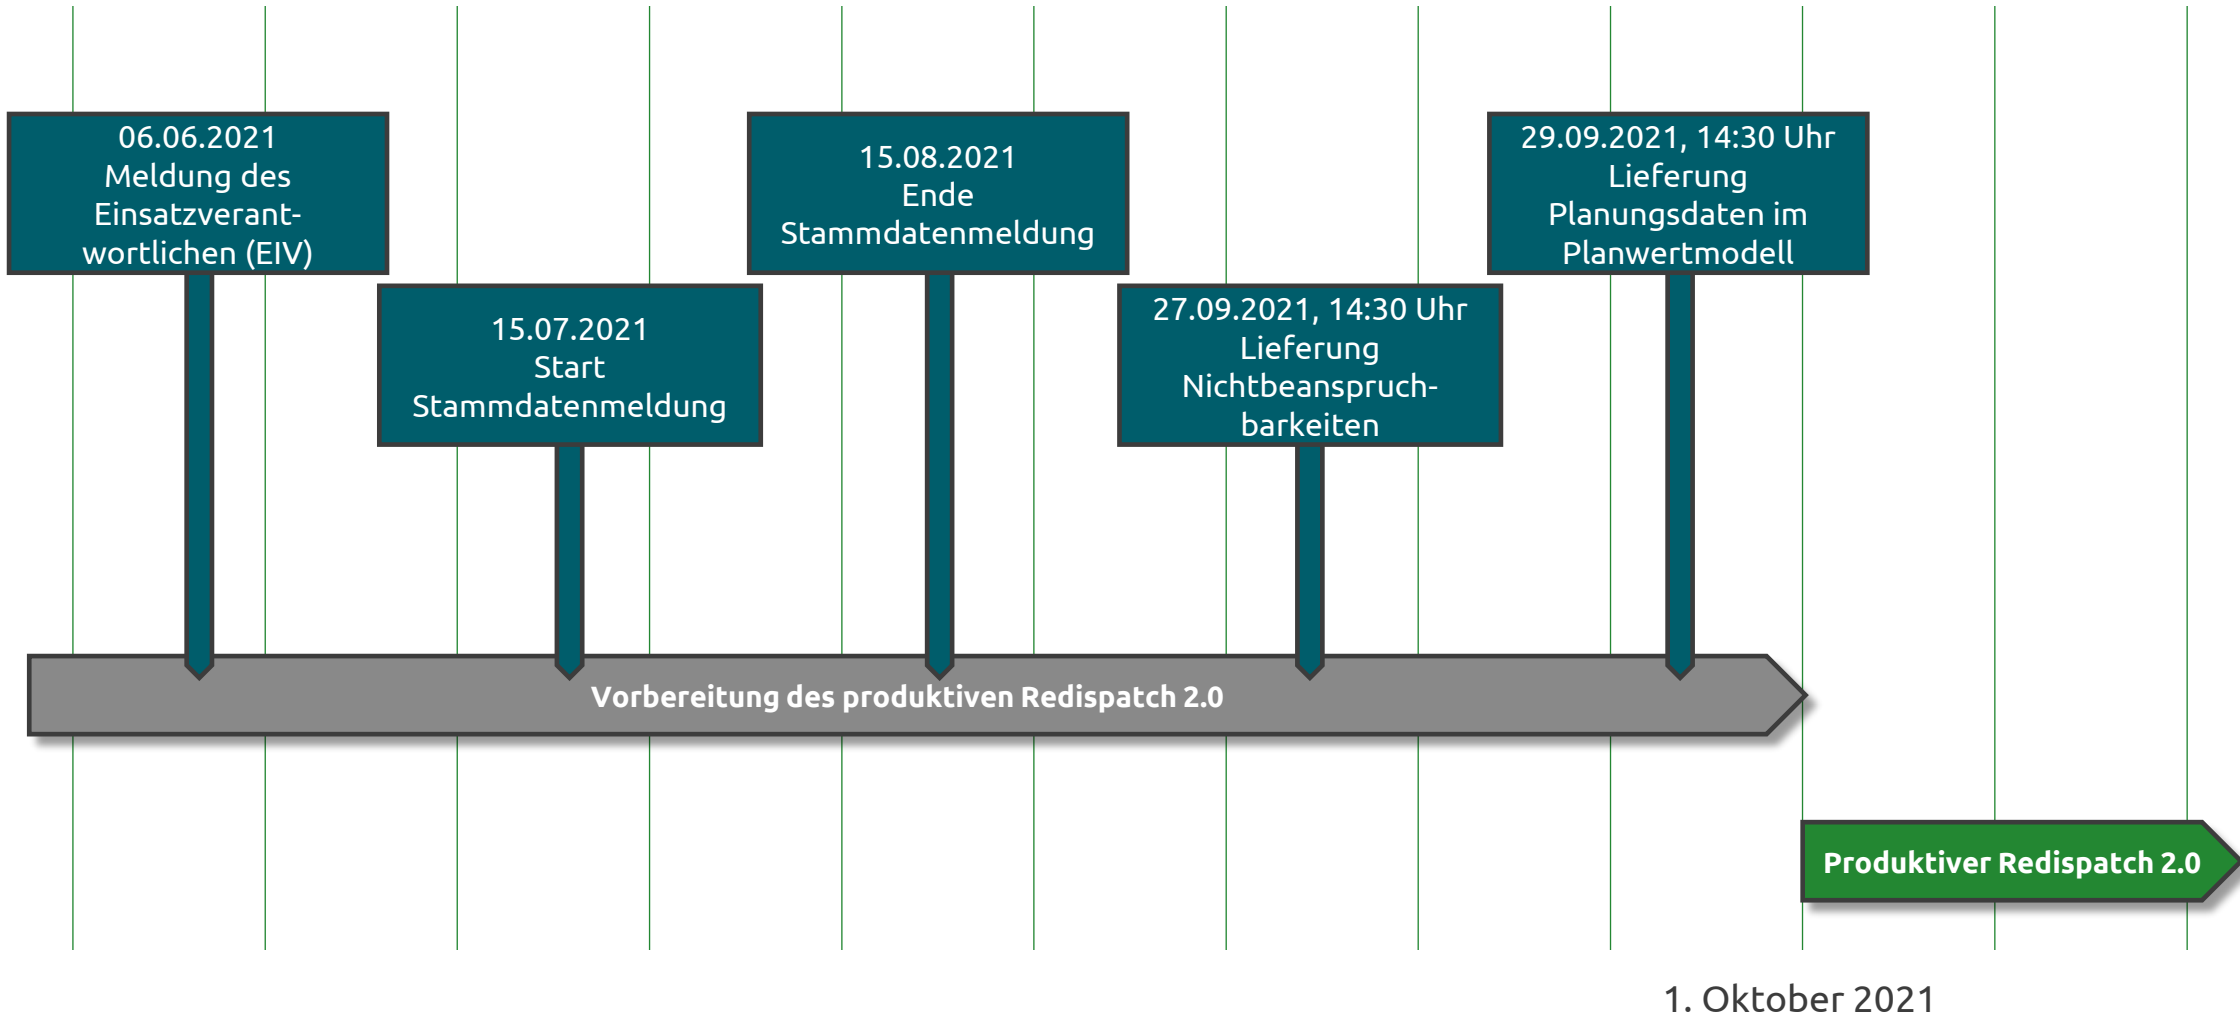 06.06.2021
Meldung des
Einsatzverant-
wortlichen (EIV)
15.07.2021
Start
Stammdatenmeldung
15.08.2021
Ende
Stammdatenmeldung
27.09.2021, 14:30 Uhr
Lieferung
Nichtbeanspruch-
barkeiten
29.09.2021, 14:30 Uhr
Lieferung
Planungsdaten im
Planwertmodell
Vorbereitung des produktiven Redispatch 2.0
Produktiver Redispatch 2.0
1. Oktober 2021